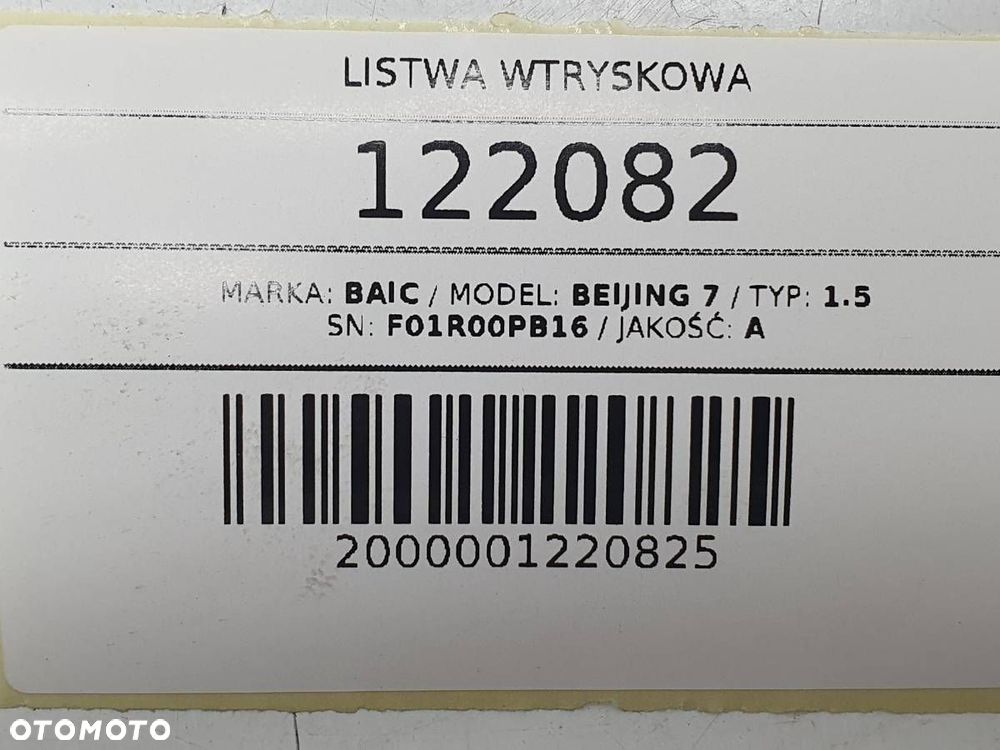 LISTWA WTRYSKOWA
122082
MARKA: BAIC / MODEL: BEIJING 7 / TYP: 1.5
SN: F01R00PB16 / JAKOŚĆ: A
2000001220825
OTOMOTO